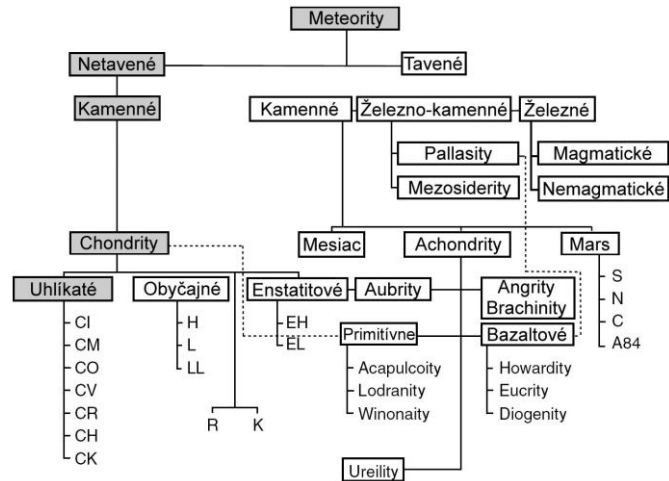 Meteority
Netavené
Tavené
Kamenné
Kamenné
Železno-kamenné
Železné
Pallasity
Magmatické
Mezosiderity
Nemagmatické
Chondrity
Mesiac
Achondrity
Mars
Uhlíkaté
Obyčajné
Enstatitové
Aubrity
Angrity
Brachinity
S
N
C
A84
CI
CM
CO
CV
CR
CH
CK
H
L
LL
R
K
EH
EL
Primitívne
Bazaltové
Acapulcoity
Lodranity
Winonaity
Howardity
Eucrity
Diogenity
Ureility